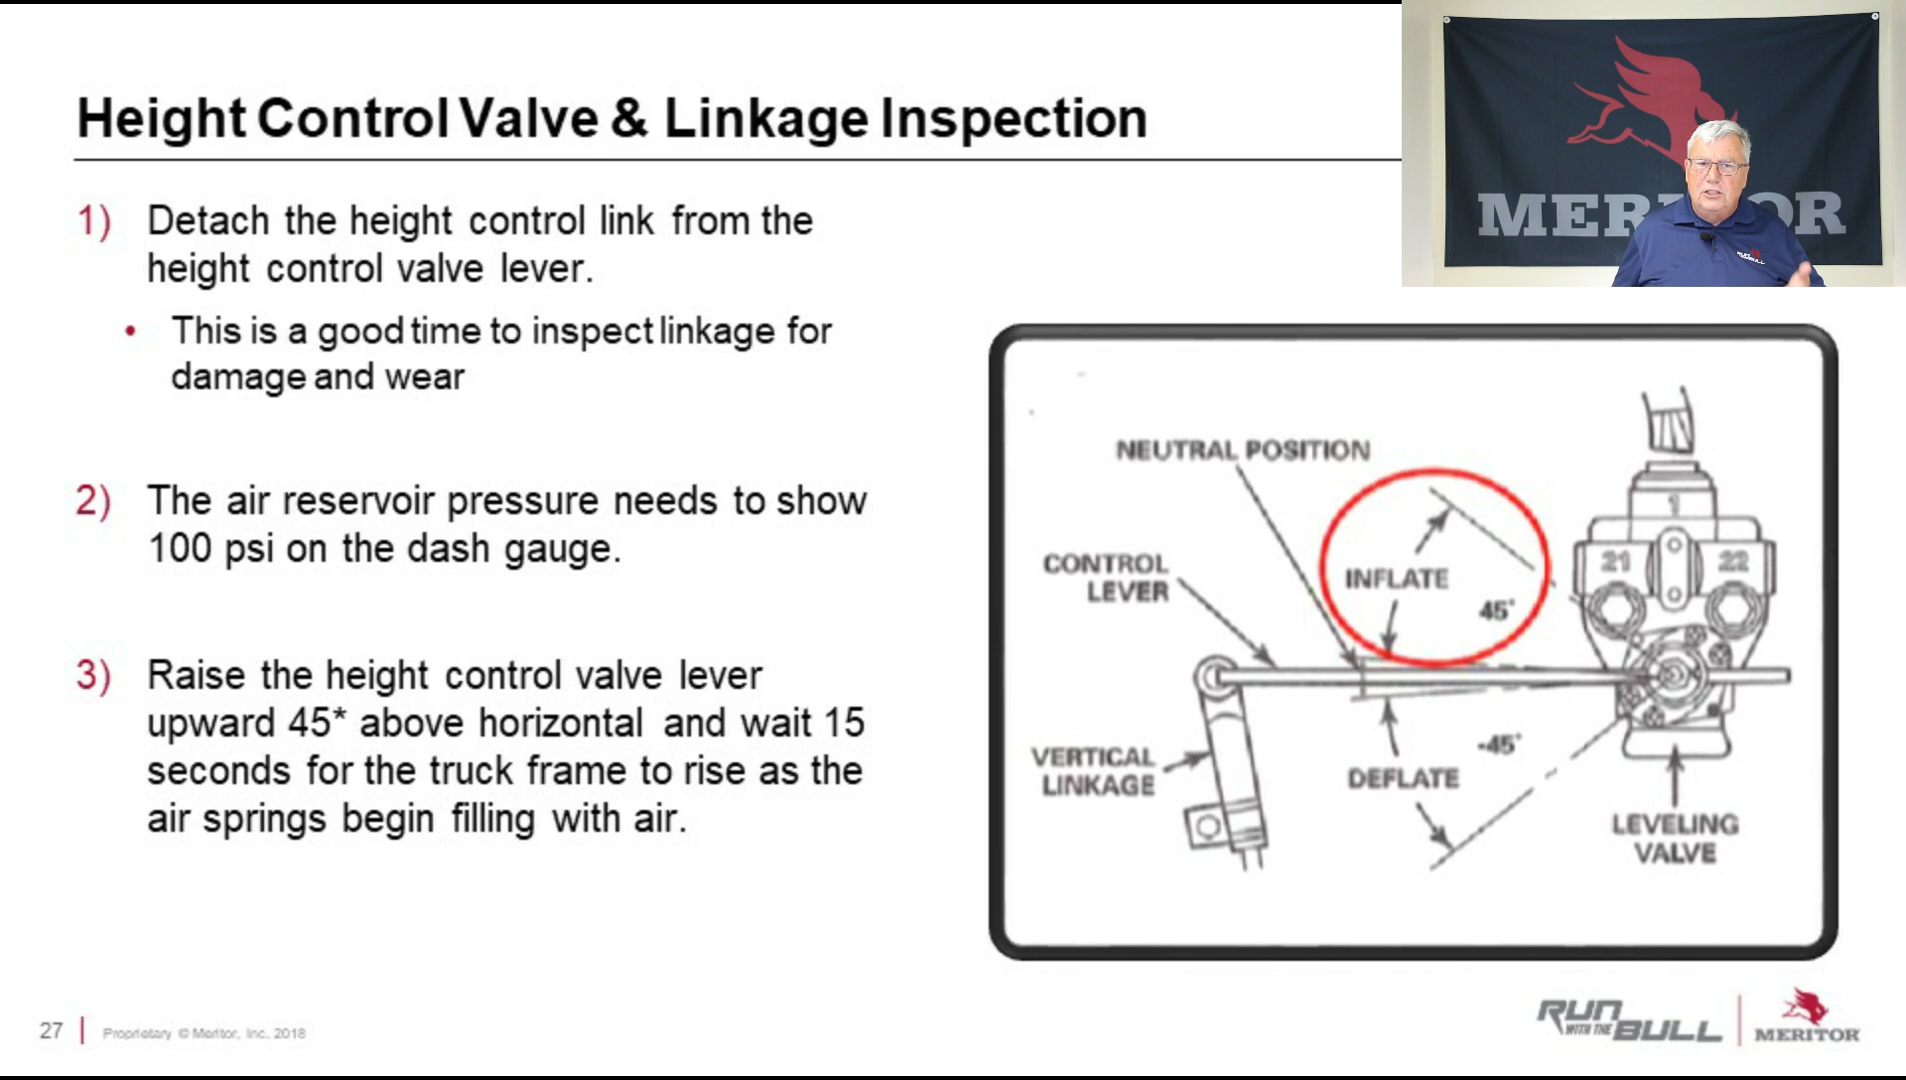 Height Control Valve & Linkage Inspection
1) Detach the height control link from the
height control valve lever.
• This is a good time to inspect linkage for
damage and wear
2) The air reservoir pressure needs to show
100 psi on the dash gauge.
3) Raise the height control valve lever
upward 45* above horizontal and wait 15
seconds for the truck frame to rise as the
air springs begin filling with air.
MERITOR
NEUTRAL POSITION
CONTROL
LEVER
INFLATE
45°
1
21
22
VERTICAL
LINKAGE
-45°
DEFLATE
LEVELING
VALVE
27
Proprietary © Meritor, Inc. 2018
RUN
WITH THE BULL
MERITOR